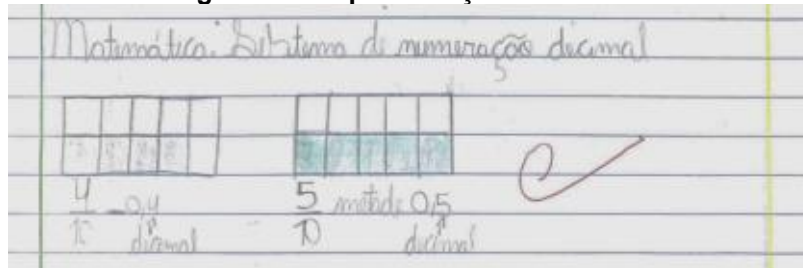 Matemática: Sistema de numeração decimal
4/10 - 0,4 decimal
5/10 metade 0,5 decimal